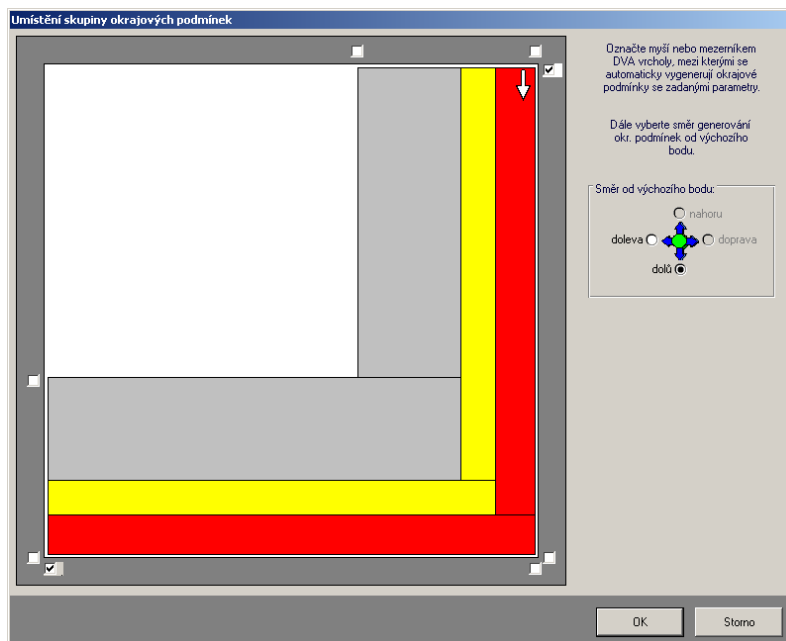 Umístění skupiny okrajových podmínek
Označte myší nebo mezerníkem
DVA vrcholy, mezi kterými se
automaticky vygenerují okrajové
podmínky se zadanými parametry.
Dále vyberte směr generování
okr. podmínek od výchozího
bodu.
Směr od výchozího bodu:
nahoru
doleva
doprava
dolů
OK
Storno